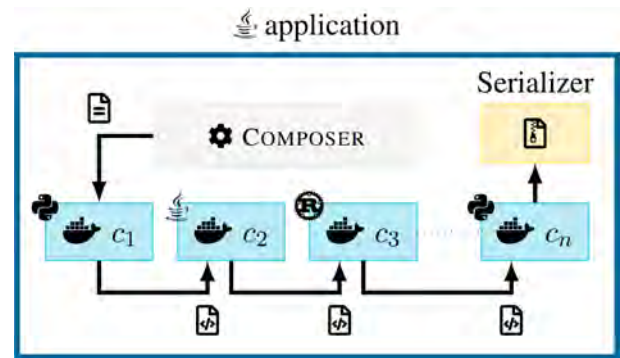 application
Serializer
COMPOSER
c1
c2
c3
cn